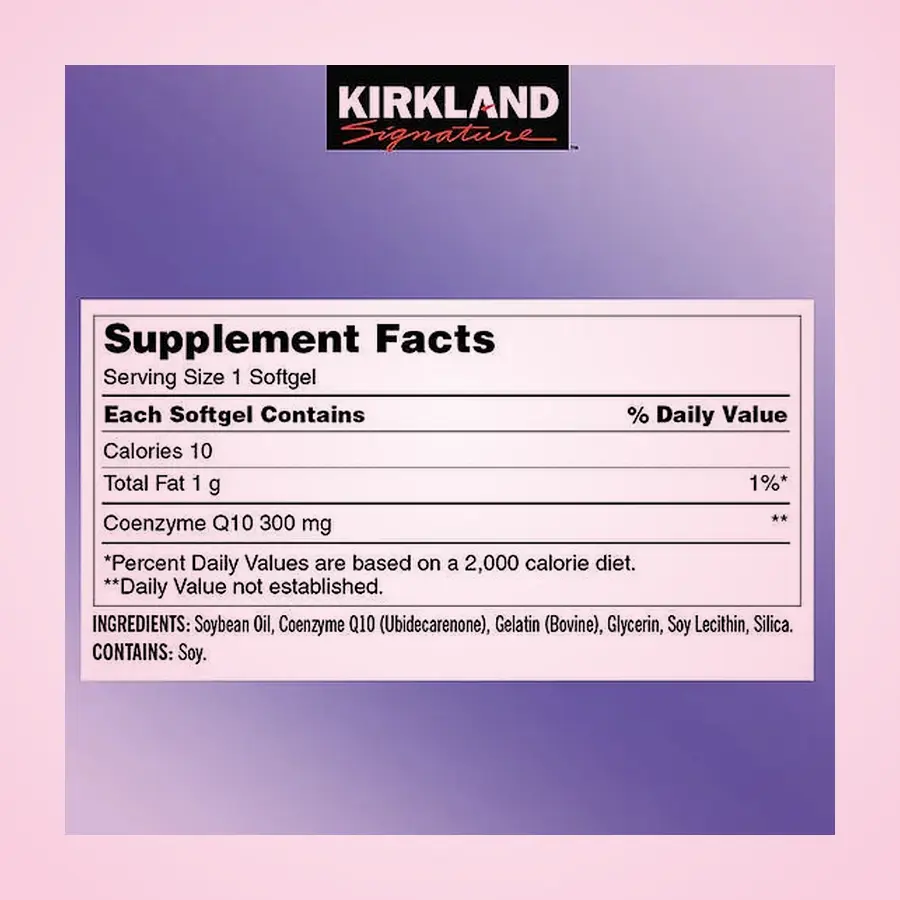 KIRKLAND
Signature™
Supplement Facts
Serving Size 1 Softgel
Each Softgel Contains % Daily Value
Calories 10
Total Fat 1 g 1%*
Coenzyme Q10 300 mg **
*Percent Daily Values are based on a 2,000 calorie diet.
**Daily Value not established.
INGREDIENTS: Soybean Oil, Coenzyme Q10 (Ubidecarenone), Gelatin (Bovine), Glycerin, Soy Lecithin, Silica.
CONTAINS: Soy.